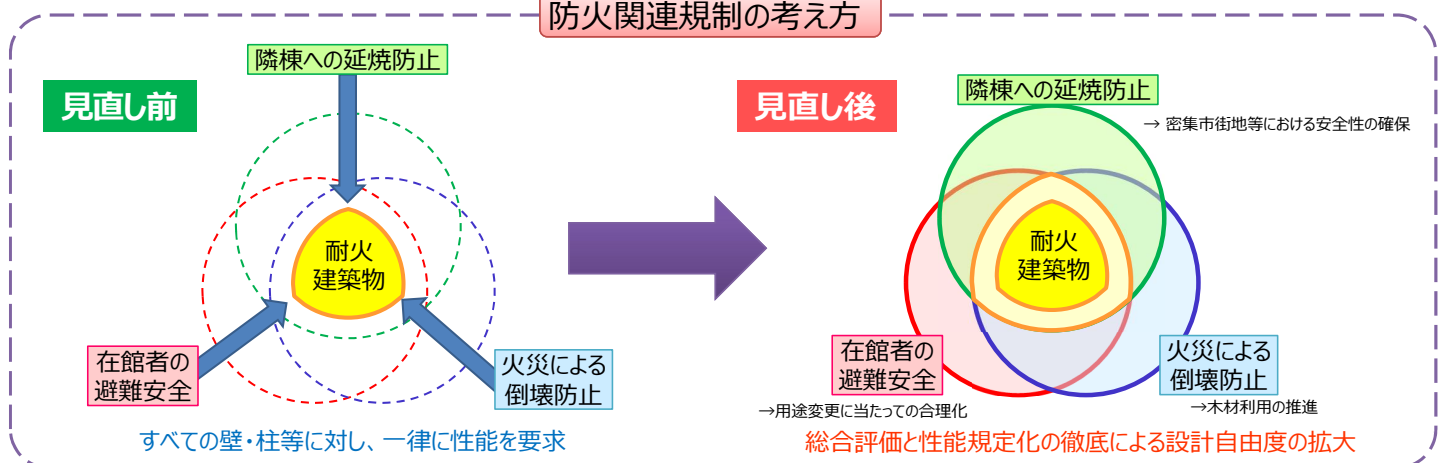 防火関連規制の考え方
見直し前
隣棟への延焼防止
耐火
建築物
在館者の
避難安全
火災による
倒壊防止
すべての壁・柱等に対し、一律に性能を要求
見直し後
隣棟への延焼防止
→ 密集市街地等における安全性の確保
耐火
建築物
在館者の
避難安全
→用途変更に当たっての合理化
火災による
倒壊防止
→木材利用の推進
総合評価と性能規定化の徹底による設計自由度の拡大